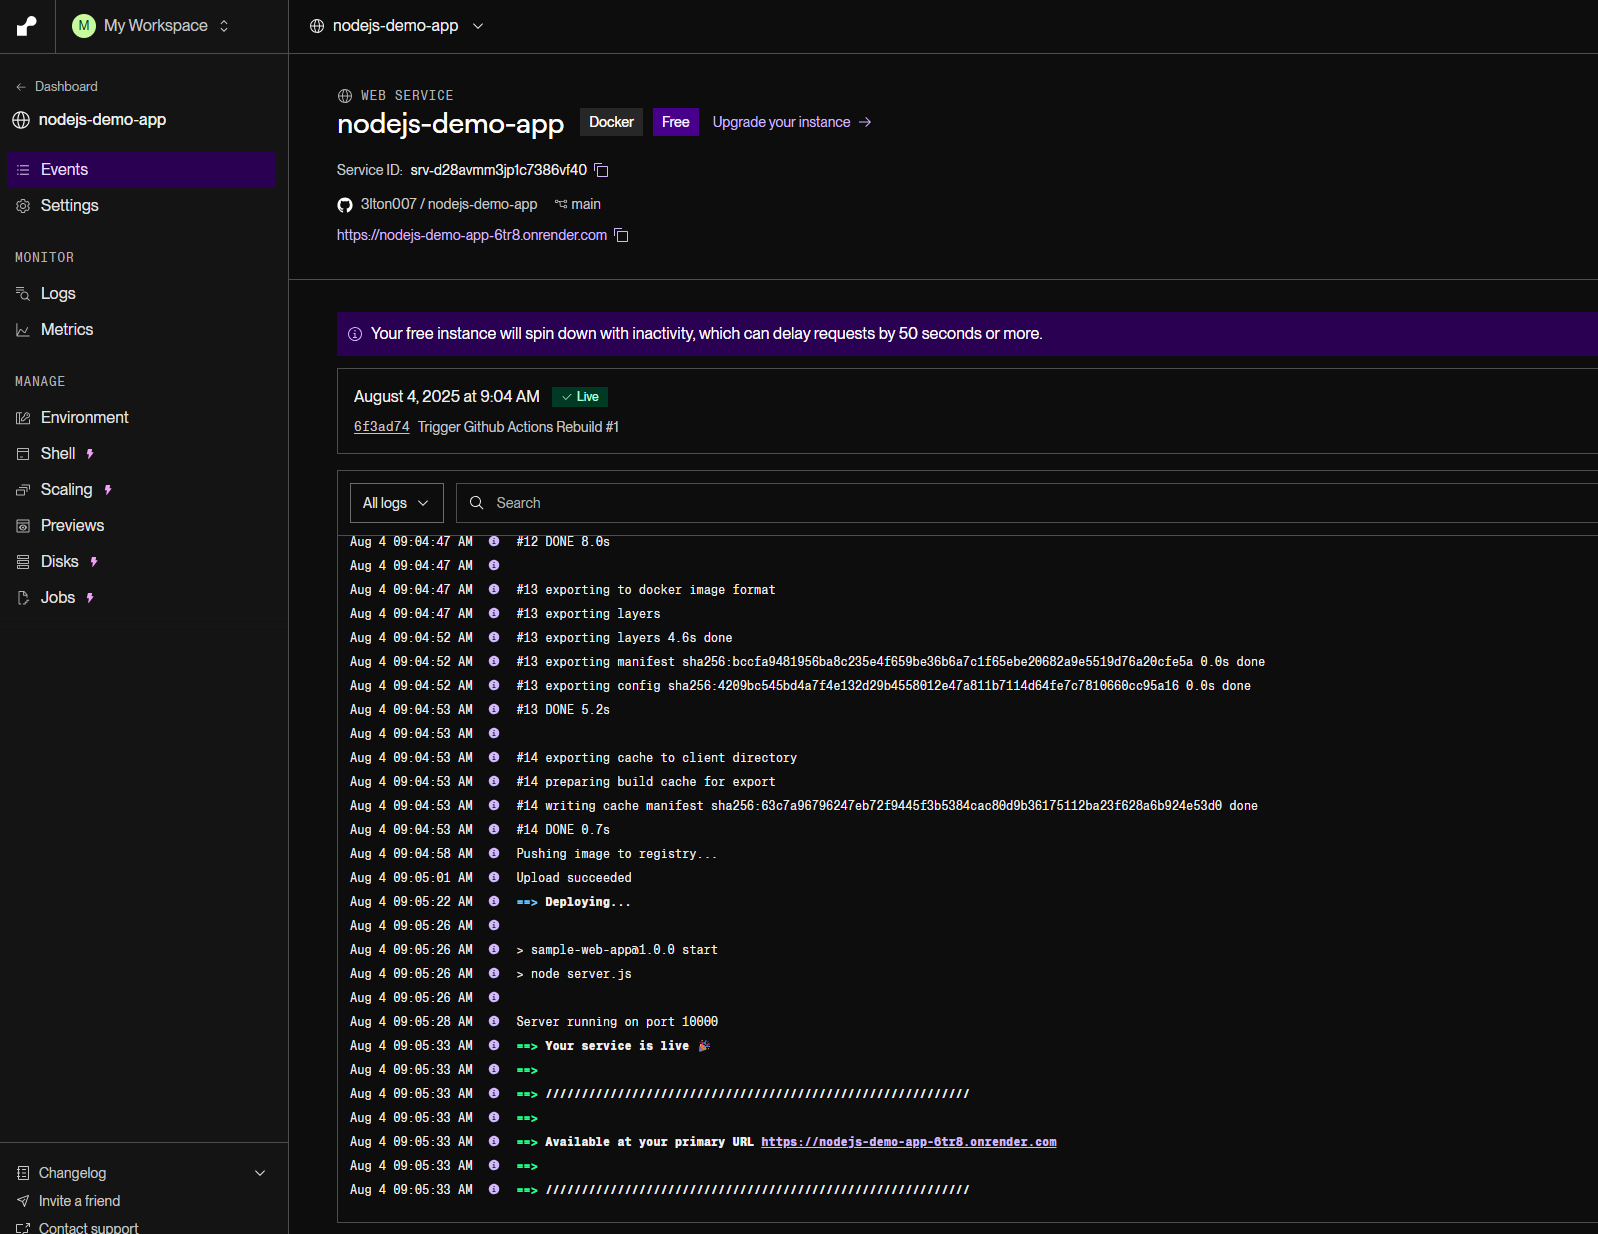 M My Workspace
nodejs-demo-app
Dashboard
nodejs-demo-app
Events
Settings
MONITOR
Logs
Metrics
MANAGE
Environment
Shell
Scaling
Previews
Disks
Jobs
Changelog
Invite a friend
Contact support
WEB SERVICE
nodejs-demo-app Docker Free Upgrade your instance
Service ID: srv-d28avmm3jp1c7386vf40
3lton007 / nodejs-demo-app main
https://nodejs-demo-app-6tr8.onrender.com
Your free instance will spin down with inactivity, which can delay requests by 50 seconds or more.
August 4, 2025 at 9:04 AM Live
6f3ad74 Trigger Github Actions Rebuild #1
All logs Search
Aug 4 09:04:47 AM #12 DONE 8.0s
Aug 4 09:04:47 AM
Aug 4 09:04:47 AM #13 exporting to docker image format
Aug 4 09:04:47 AM #13 exporting layers
Aug 4 09:04:52 AM #13 exporting layers 4.6s done
Aug 4 09:04:52 AM #13 exporting manifest sha256:bccfa9481956ba8c235e4f659be36b6a7c1f65ebe20682a9e5519d76a20cfe5a 0.0s done
Aug 4 09:04:52 AM #13 exporting config sha256:4209bc545bd4a7f4e132d29b4558012e47a811b7114d64fe7c7810660cc95a16 0.0s done
Aug 4 09:04:53 AM #13 DONE 5.2s
Aug 4 09:04:53 AM
Aug 4 09:04:53 AM #14 exporting cache to client directory
Aug 4 09:04:53 AM #14 preparing build cache for export
Aug 4 09:04:53 AM #14 writing cache manifest sha256:63c7a96796247eb72f9445f3b5384cac80d9b36175112ba23f628a6b924e53d0 done
Aug 4 09:04:53 AM #14 DONE 0.7s
Aug 4 09:04:58 AM Pushing image to registry...
Aug 4 09:05:01 AM Upload succeeded
Aug 4 09:05:22 AM ==> Deploying...
Aug 4 09:05:26 AM
Aug 4 09:05:26 AM > sample-web-app@1.0.0 start
Aug 4 09:05:26 AM > node server.js
Aug 4 09:05:26 AM
Aug 4 09:05:28 AM Server running on port 10000
Aug 4 09:05:33 AM ==> Your service is live 🎉
Aug 4 09:05:33 AM ==>
Aug 4 09:05:33 AM ==> ///////////////////////////////////////////////////////////
Aug 4 09:05:33 AM ==>
Aug 4 09:05:33 AM ==> Available at your primary URL https://nodejs-demo-app-6tr8.onrender.com
Aug 4 09:05:33 AM ==>
Aug 4 09:05:33 AM ==> ///////////////////////////////////////////////////////////